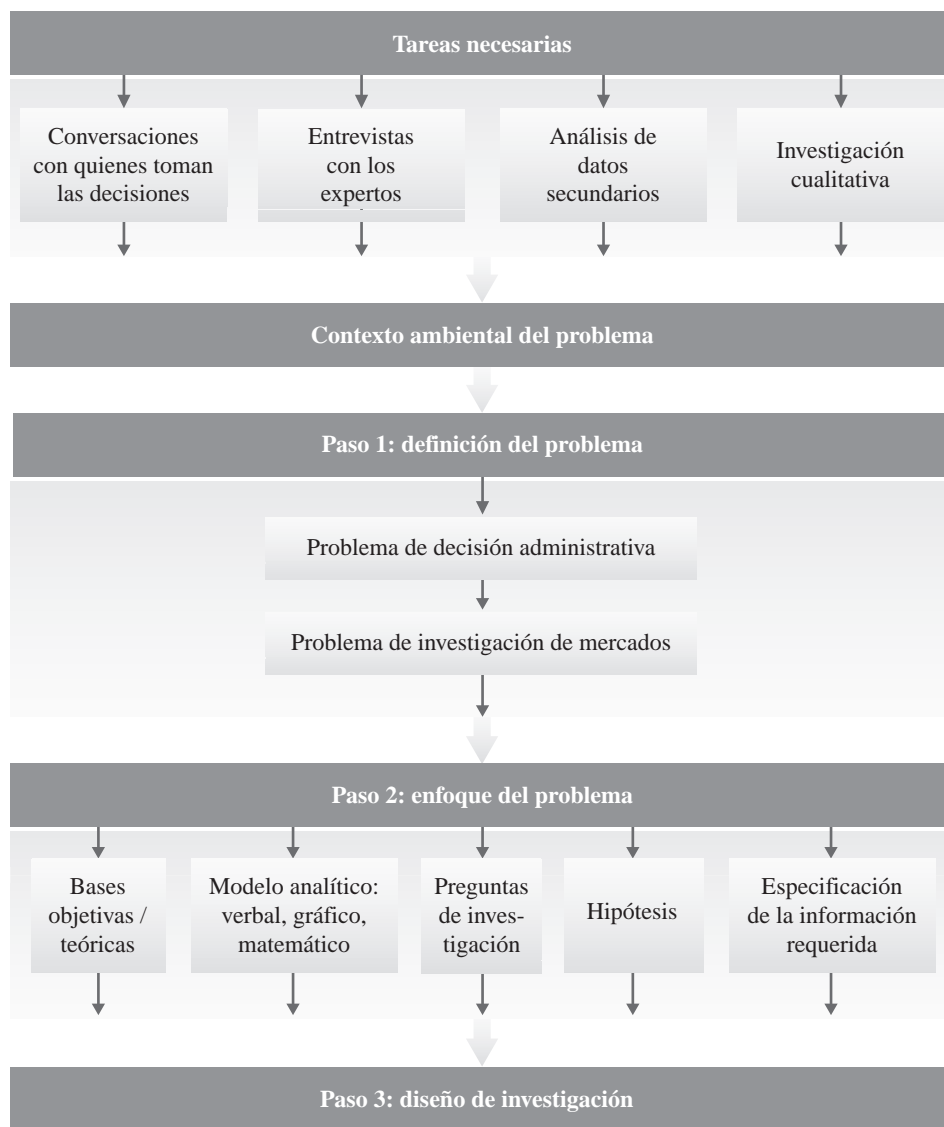 Tareas necesarias
Conversaciones
con quienes toman
las decisiones
Entrevistas
con los
expertos
Análisis de
datos
secundarios
Investigación
cualitativa
Contexto ambiental del problema
Paso 1: definición del problema
Problema de decisión administrativa
Problema de investigación de mercados
Paso 2: enfoque del problema
Bases
objetivas /
teóricas
Modelo analítico:
verbal, gráfico,
matemático
Preguntas
de inves-
tigación
Hipótesis
Especificación
de la información
requerida
Paso 3: diseño de investigación